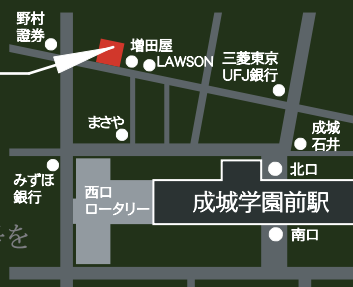 野村
證券
増田屋
LAWSON
三菱東京
UFJ銀行
まさや
成城
石井
みずほ
銀行
西口
ロータリー
北口
成城学園前駅
南口
を